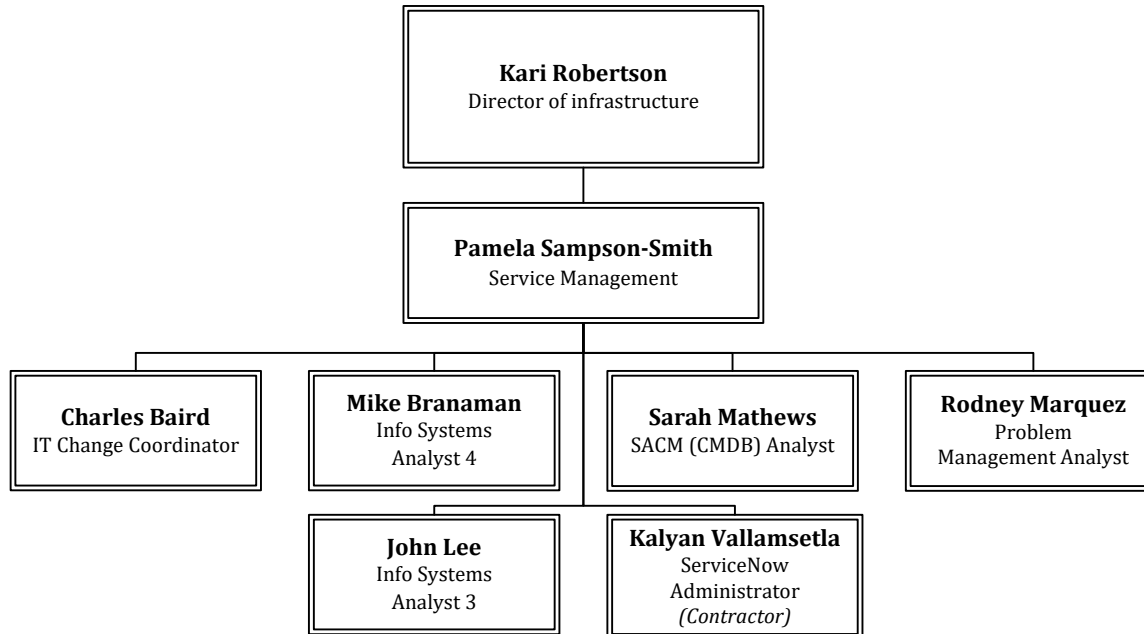 Kari Robertson
Director of infrastructure
Pamela Sampson-Smith
Service Management
Charles Baird
IT Change Coordinator
Mike Branaman
Info Systems
Analyst 4
Sarah Mathews
SACM (CMDB) Analyst
Rodney Marquez
Problem
Management Analyst
John Lee
Info Systems
Analyst 3
Kalyan Vallamsetla
ServiceNow
Administrator
(Contractor)